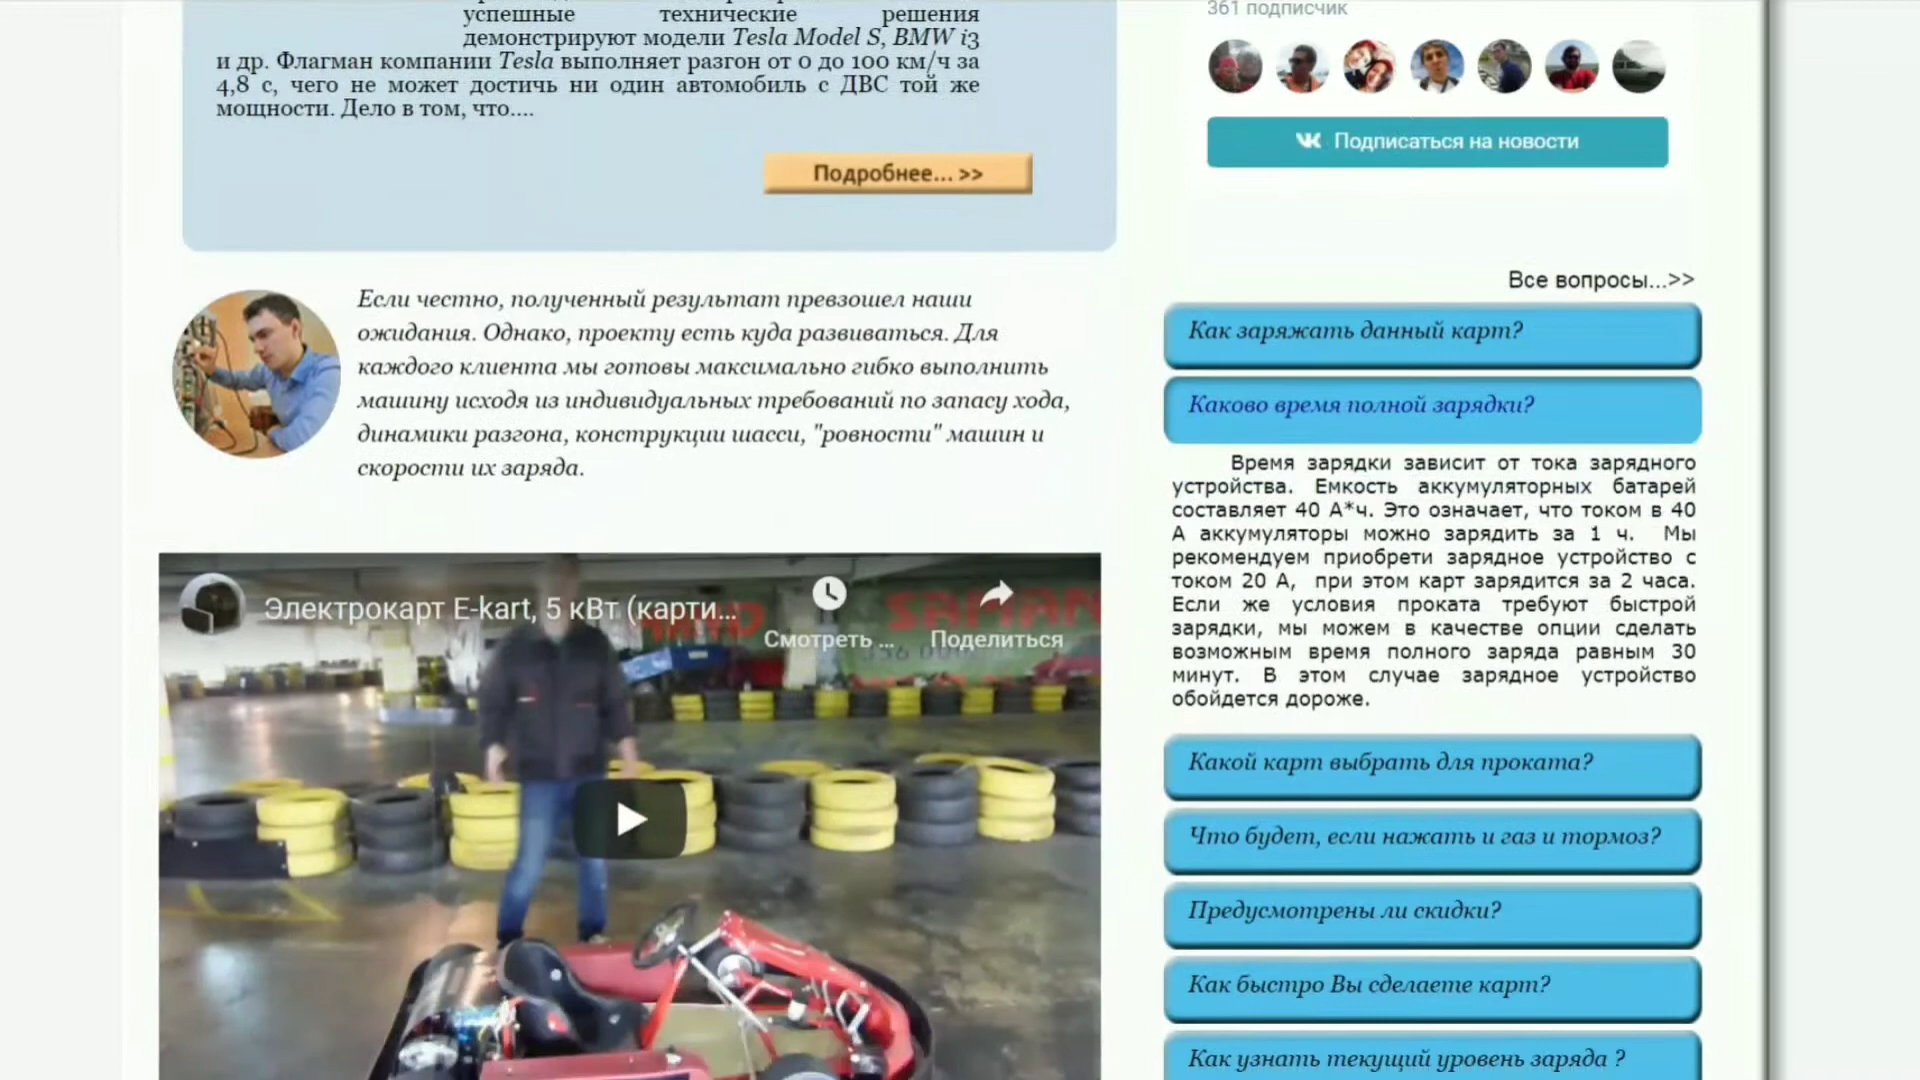 успешные технические решения
демонстрируют модели Tesla Model S, BMW i3
и др. Флагман компании Tesla выполняет разгон от 0 до 100 км/ч за
4,8 с, чего не может достичь ни один автомобиль с ДВС той же
мощности. Дело в том, что....
Подробнее... >>
Если честно, полученный результат превзошел наши
ожидания. Однако, проекту есть куда развиваться. Для
каждого клиента мы готовы максимально гибко выполнить
машину исходя из индивидуальных требований по запасу хода,
динамики разгона, конструкции шасси, "ровности" машин и
скорости их заряда.
Электрокарт E-kart, 5 кВт (карти...
Смотреть ...
Поделиться
361 подписчик
Подписаться на новости
Все вопросы...>>
Как заряжать данный карт?
Каково время полной зарядки?
Время зарядки зависит от тока зарядного
устройства. Емкость аккумуляторных батарей
составляет 40 А*ч. Это означает, что током в 40
А аккумуляторы можно зарядить за 1 ч. Мы
рекомендуем приобрети зарядное устройство с
током 20 А, при этом карт зарядится за 2 часа.
Если же условия проката требуют быстрой
зарядки, мы можем в качестве опции сделать
возможным время полного заряда равным 30
минут. В этом случае зарядное устройство
обойдется дороже.
Какой карт выбрать для проката?
Что будет, если нажать и газ и тормоз?
Предусмотрены ли скидки?
Как быстро Вы сделаете карт?
Как узнать текущий уровень заряда ?